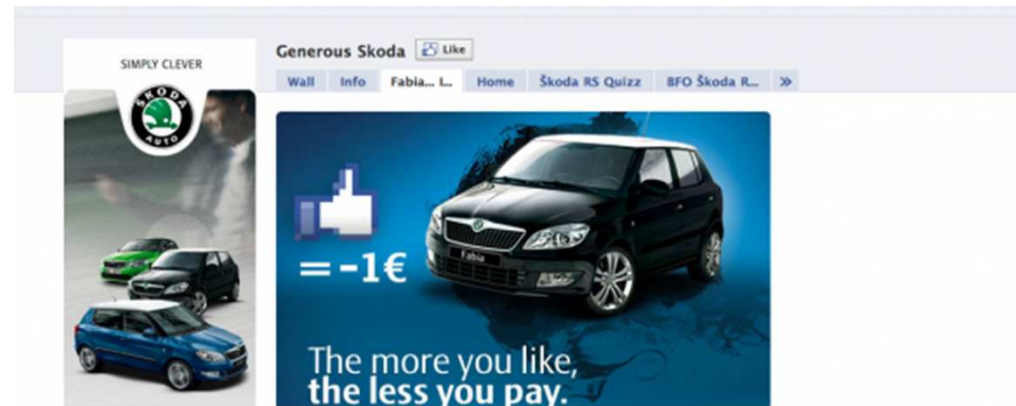 SIMPLY CLEVER
ŠKODA
AUTO
Generous Skoda Like
Wall Info Fabia... I... Home Škoda RS Quizz BFO Škoda R... »
= -1€
Fabia
The more you like,
the less you pay.